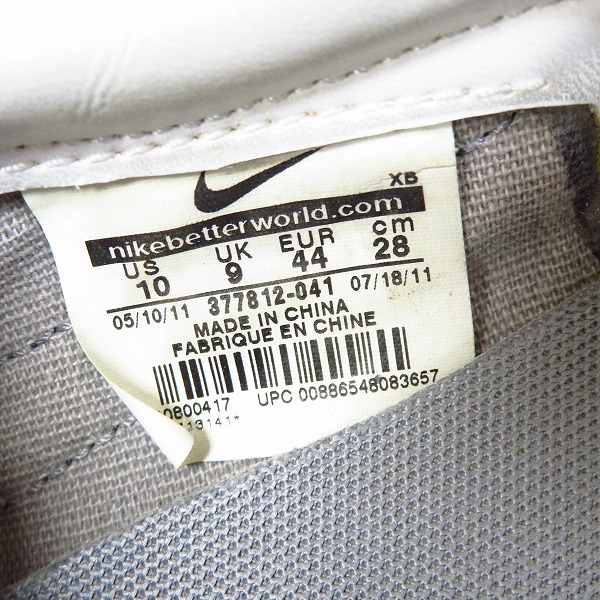 XB
nikebetterworld.com
US UK EUR cm
10 9 44 28
05/10/11 377812-041 07/18/11
MADE IN CHINA
FABRIQUE EN CHINE
0800417 UPC 00886548083657
113141*